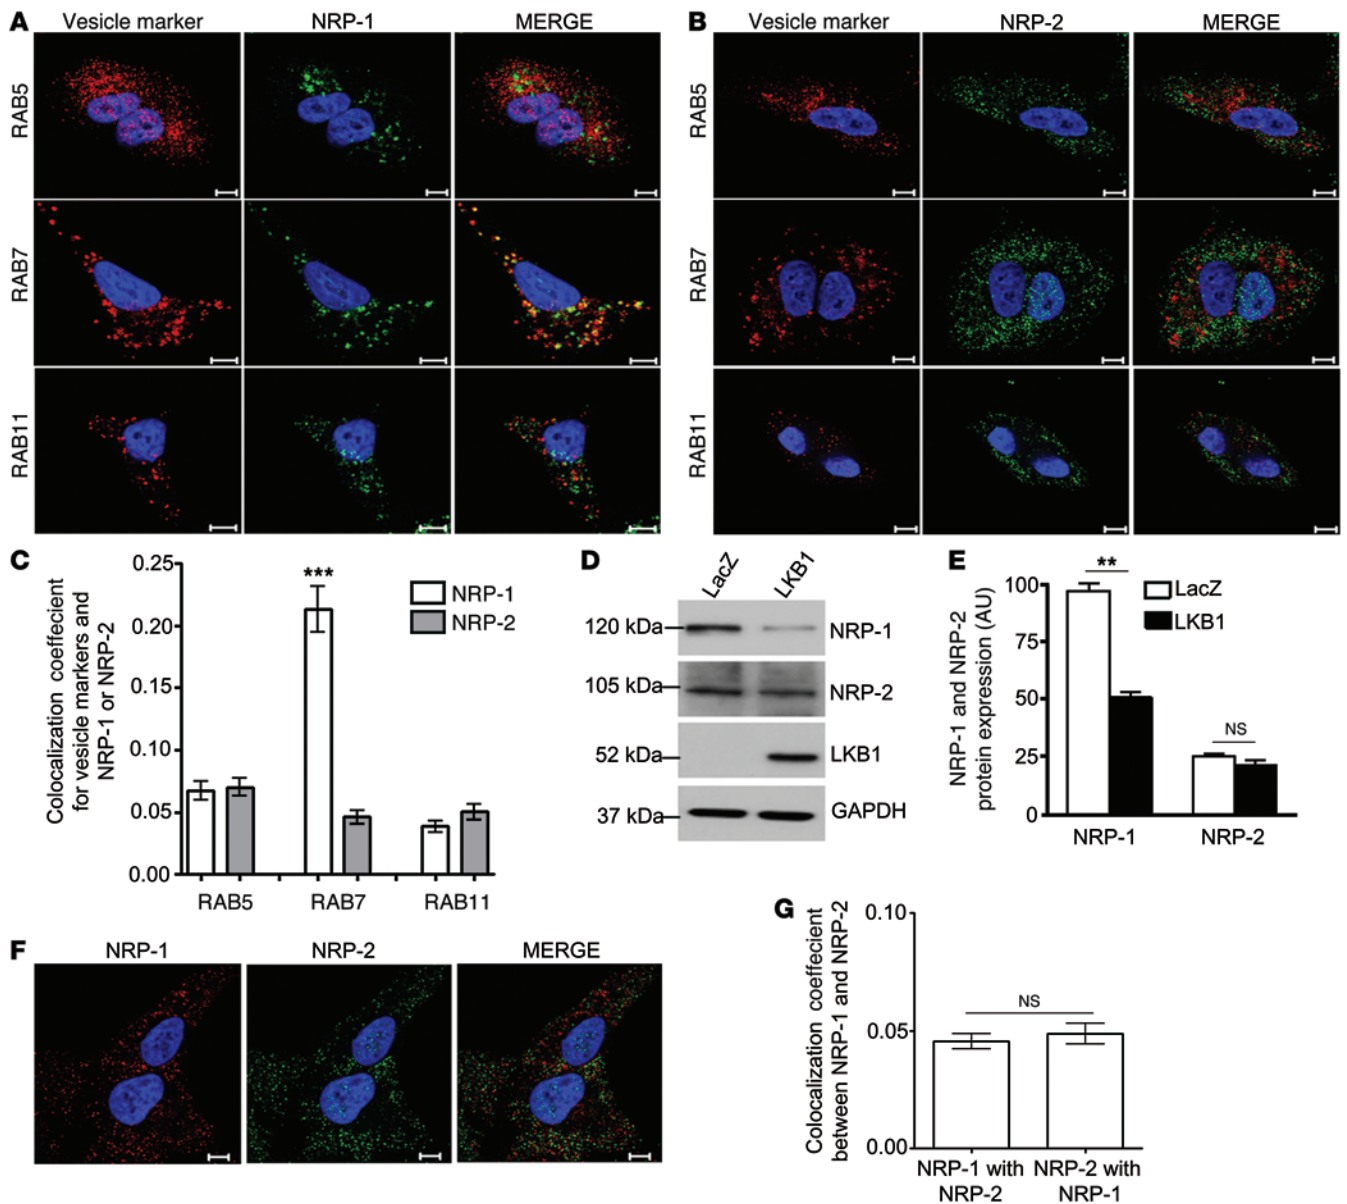 A
Vesicle marker
NRP-1
MERGE
RAB5
RAB7
RAB11
B
Vesicle marker
NRP-2
MERGE
RAB5
RAB7
RAB11
C
Colocalization coeffecient
for vesicle markers and
NRP-1 or NRP-2
0.25
0.20
0.15
0.10
0.05
0.00
***
NRP-1
NRP-2
RAB5
RAB7
RAB11
D
LacZ
LKB1
120 kDa
NRP-1
105 kDa
NRP-2
52 kDa
LKB1
37 kDa
GAPDH
E
NRP-1 and NRP-2
protein expression (AU)
100
75
50
25
0
**
NS
LacZ
LKB1
NRP-1
NRP-2
F
NRP-1
NRP-2
MERGE
G
Colocalization coeffecient
between NRP-1 and NRP-2
0.10
0.05
0.00
NS
NRP-1 with
NRP-2
NRP-2 with
NRP-1